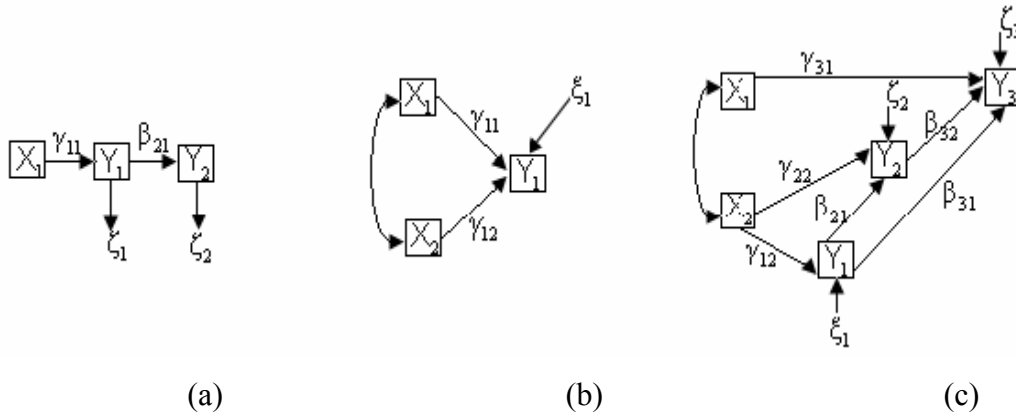 X₁ γ₁₁ Y₁ β₂₁ Y₂
ζ₁ ζ₂
(a)
X₁ γ₁₁ ξ₁
Y₁
X₂ γ₁₂
(b)
ζ₃
X₁ γ₃₁ Y₃
ζ₂
β₃₂
Y₂
γ₂₂
X₂ β₂₁ β₃₁
γ₁₂ Y₁
ξ₁
(c)